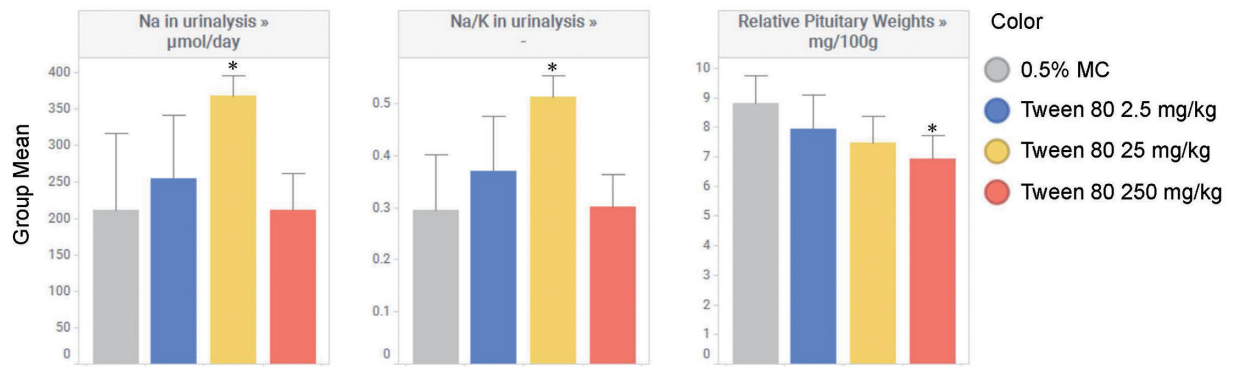 Na in urinalysis »
µmol/day
Na/K in urinalysis »
-
Relative Pituitary Weights »
mg/100g
Color
0.5% MC
Tween 80 2.5 mg/kg
Tween 80 25 mg/kg
Tween 80 250 mg/kg
Group Mean
400
350
300
250
200
150
100
50
0
*
0.5
0.4
0.3
0.2
0.1
0
*
10
9
8
7
6
5
4
3
2
1
0
*